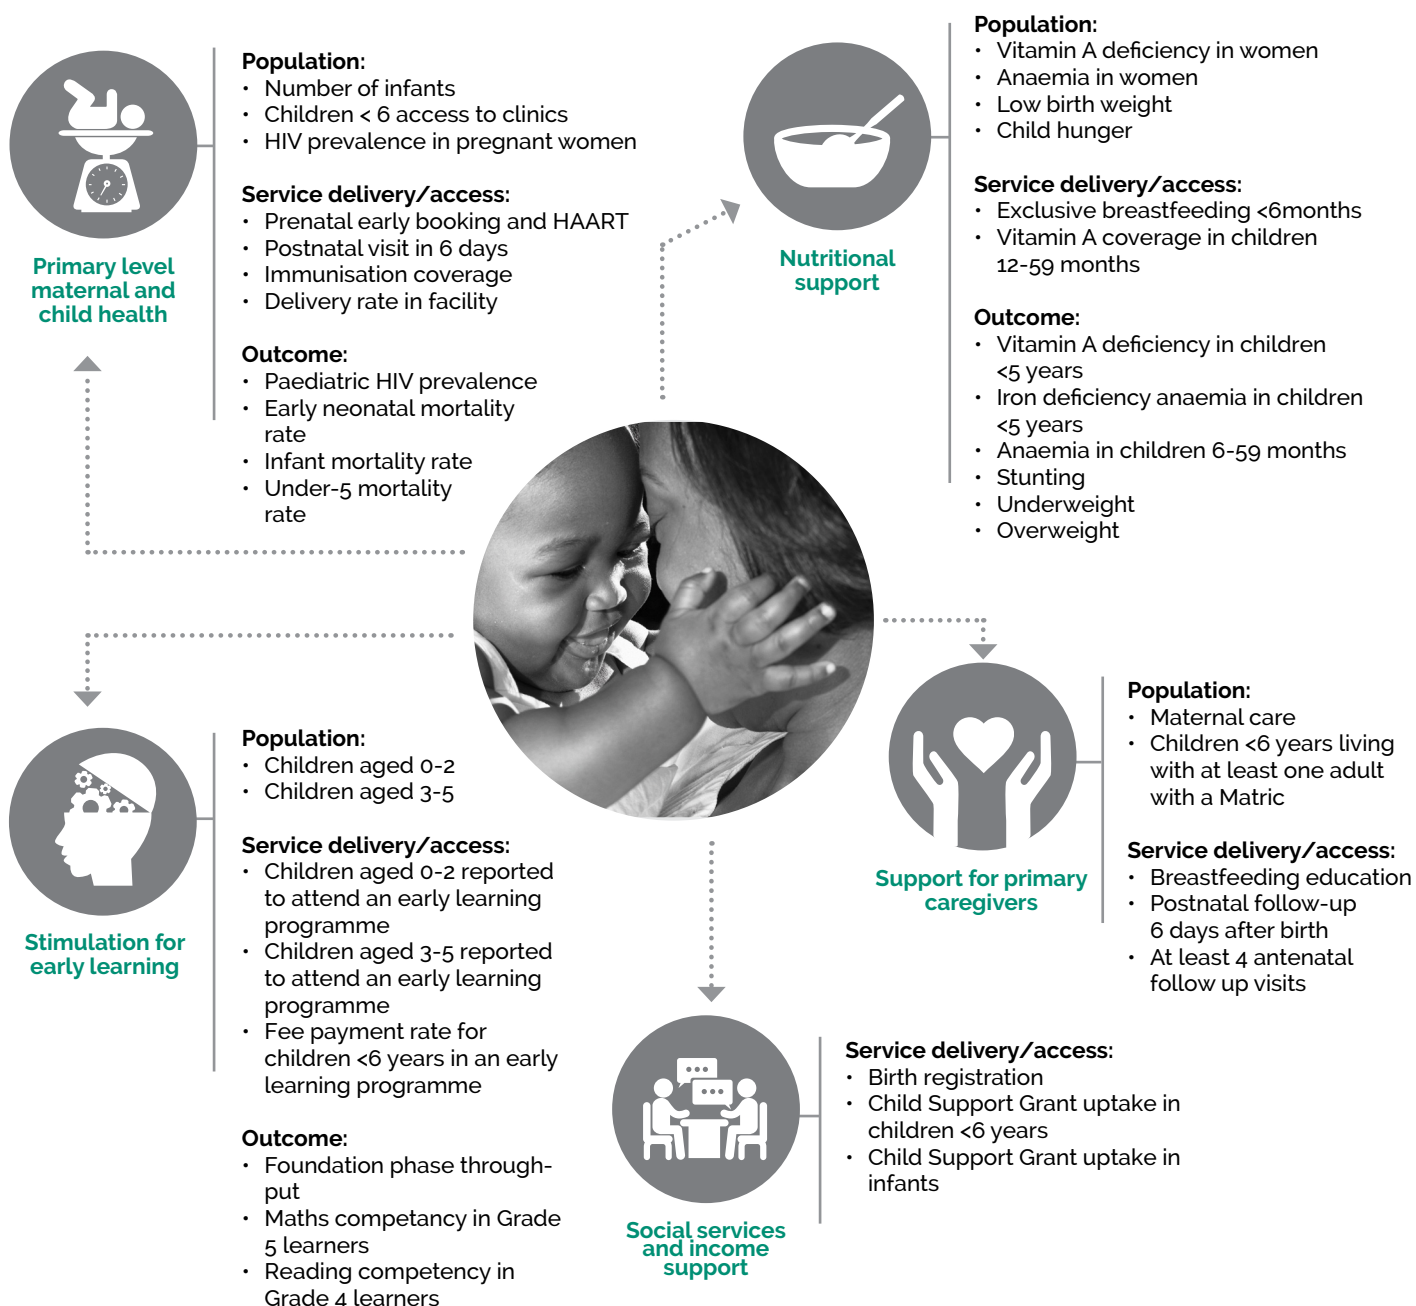 Population:
• Number of infants
• Children < 6 access to clinics
• HIV prevalence in pregnant women
Service delivery/access:
• Prenatal early booking and HAART
• Postnatal visit in 6 days
• Immunisation coverage
• Delivery rate in facility
Outcome:
• Paediatric HIV prevalence
• Early neonatal mortality
rate
• Infant mortality rate
• Under-5 mortality
rate
Primary level
maternal and
child health
Population:
• Vitamin A deficiency in women
• Anaemia in women
• Low birth weight
• Child hunger
Service delivery/access:
• Exclusive breastfeeding <6months
• Vitamin A coverage in children
12-59 months
Outcome:
• Vitamin A deficiency in children
<5 years
• Iron deficiency anaemia in children
<5 years
• Anaemia in children 6-59 months
• Stunting
• Underweight
• Overweight
Nutritional
support
Population:
• Maternal care
• Children <6 years living
with at least one adult
with a Matric
Service delivery/access:
• Breastfeeding education
• Postnatal follow-up
6 days after birth
• At least 4 antenatal
follow up visits
Support for primary
caregivers
Population:
• Children aged 0-2
• Children aged 3-5
Service delivery/access:
• Children aged 0-2 reported
to attend an early learning
programme
• Children aged 3-5 reported
to attend an early learning
programme
• Fee payment rate for
children <6 years in an early
learning programme
Outcome:
• Foundation phase through-
put
• Maths competancy in Grade
5 learners
• Reading competency in
Grade 4 learners
Stimulation for
early learning
Service delivery/access:
• Birth registration
• Child Support Grant uptake in
children <6 years
• Child Support Grant uptake in
infants
Social services
and income
support